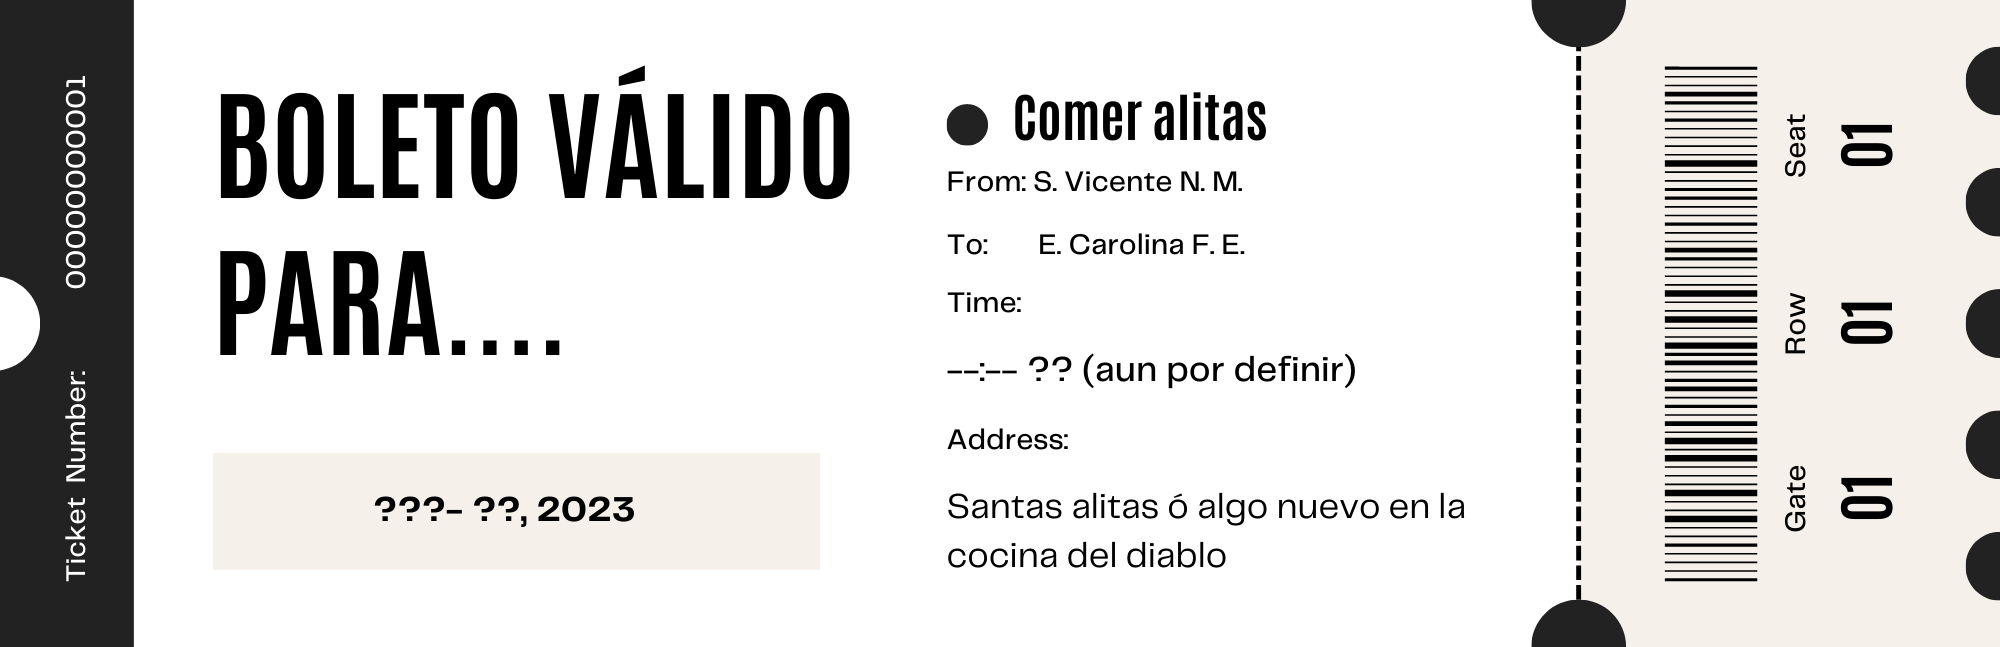 Ticket Number: 000000000001
BOLETO VÁLIDO
PARA....
???- ??, 2023
Comer alitas
From: S. Vicente N. M.
To: E. Carolina F. E.
Time:
--:-- ?? (aun por definir)
Address:
Santas alitas ó algo nuevo en la
cocina del diablo
Seat 01
Row 01
Gate 01